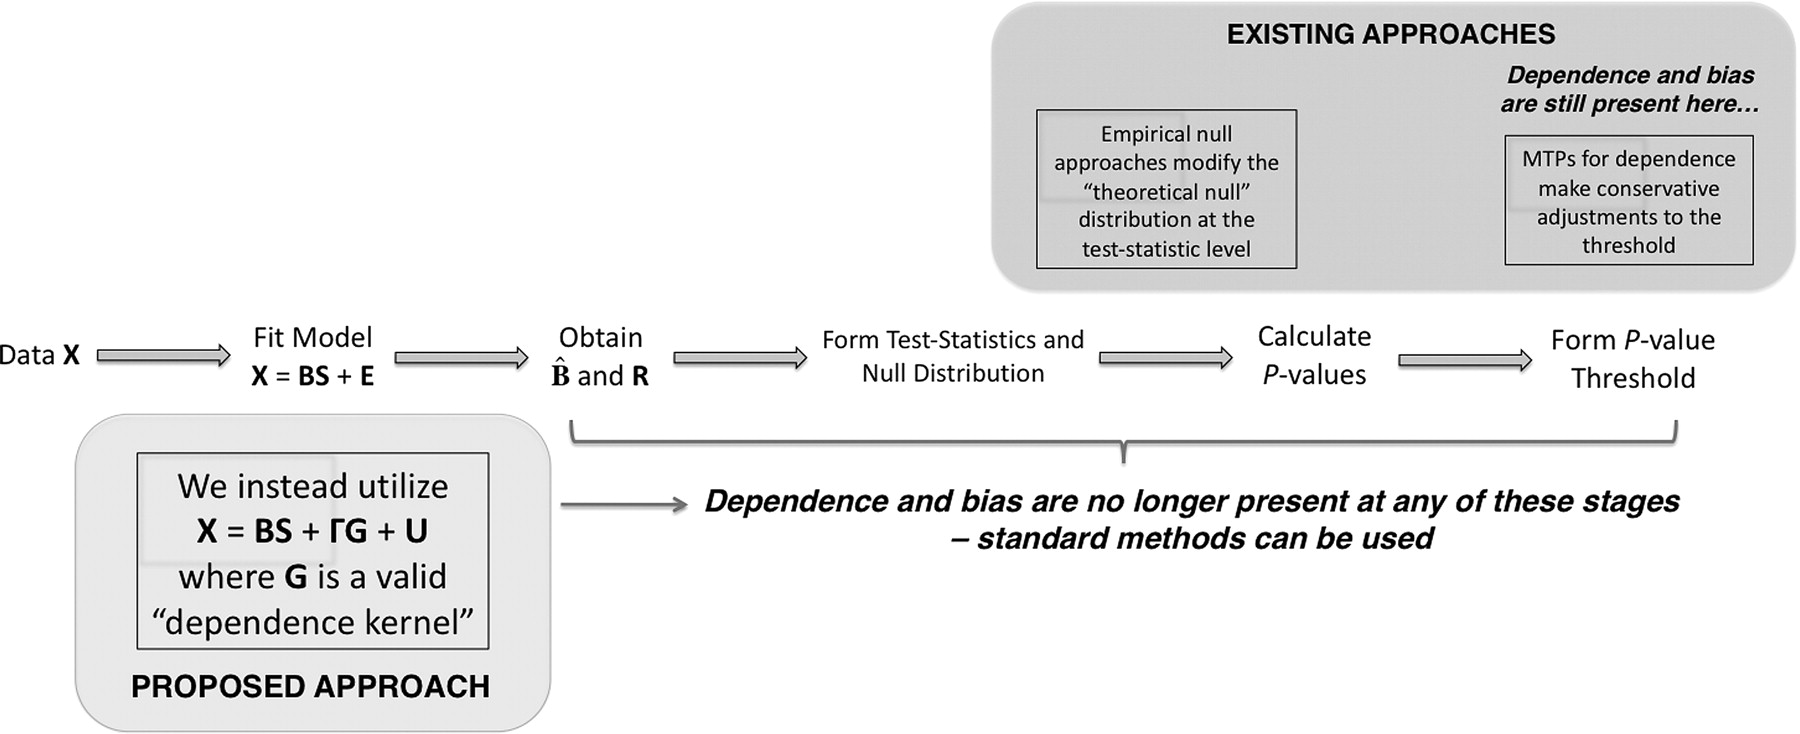 EXISTING APPROACHES
Dependence and bias
are still present here…
Empirical null
approaches modify the
“theoretical null”
distribution at the
test-statistic level
MTPs for dependence
make conservative
adjustments to the
threshold
Data X
Fit Model
X = BS + E
Obtain
B̂ and R
Form Test-Statistics and
Null Distribution
Calculate
P-values
Form P-value
Threshold
We instead utilize
X = BS + ΓG + U
where G is a valid
“dependence kernel”
PROPOSED APPROACH
Dependence and bias are no longer present at any of these stages
– standard methods can be used